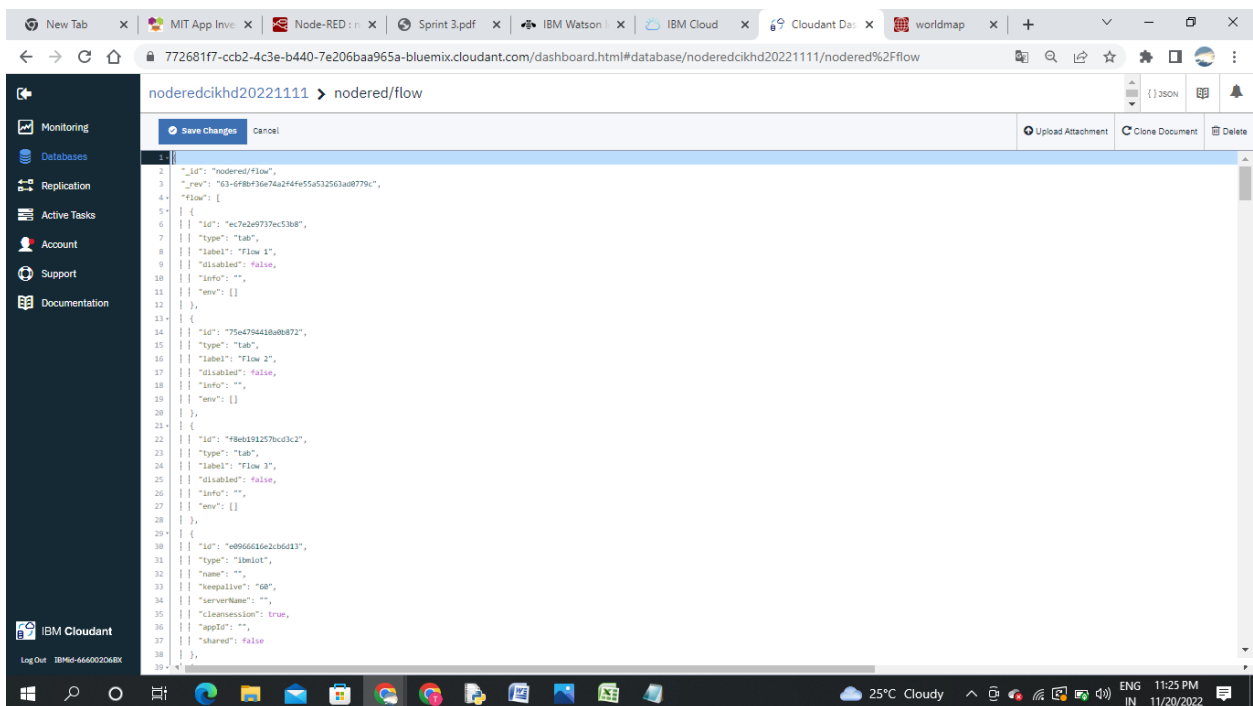 New Tab
MIT App Inve
Node-RED : n
Sprint 3.pdf
IBM Watson I
IBM Cloud
Cloudant Das
worldmap
772681f7-ccb2-4c3e-b440-7e206baa965a-bluemix.cloudant.com/dashboard.html#database/noderedcikhd20221111/nodered%2Fflow
noderedcikhd20221111 > nodered/flow
{ } JSON
Monitoring
Databases
Replication
Active Tasks
Account
Support
Documentation
Save Changes Cancel
Upload Attachment Clone Document Delete
1 {
2 "_id": "nodered/flow",
3 "_rev": "63-6f8bf36e74a2f4fe55a532563ad0779c",
4 "flow": [
5 {
6 "id": "ec7e2e9737ec53b8",
7 "type": "tab",
8 "label": "Flow 1",
9 "disabled": false,
10 "info": "",
11 "env": []
12 },
13 {
14 "id": "75e4794410a0b872",
15 "type": "tab",
16 "label": "Flow 2",
17 "disabled": false,
18 "info": "",
19 "env": []
20 },
21 {
22 "id": "f8eb191257bcd3c2",
23 "type": "tab",
24 "label": "Flow 3",
25 "disabled": false,
26 "info": "",
27 "env": []
28 },
29 {
30 "id": "e0966616e2cb6d13",
31 "type": "ibmiot",
32 "name": "",
33 "keepalive": "60",
34 "serverName": "",
35 "cleansession": true,
36 "appId": "",
37 "shared": false
38 },
39
IBM Cloudant
Log Out IBMid-66600206BX
25°C Cloudy
ENG 11:25 PM
IN 11/20/2022